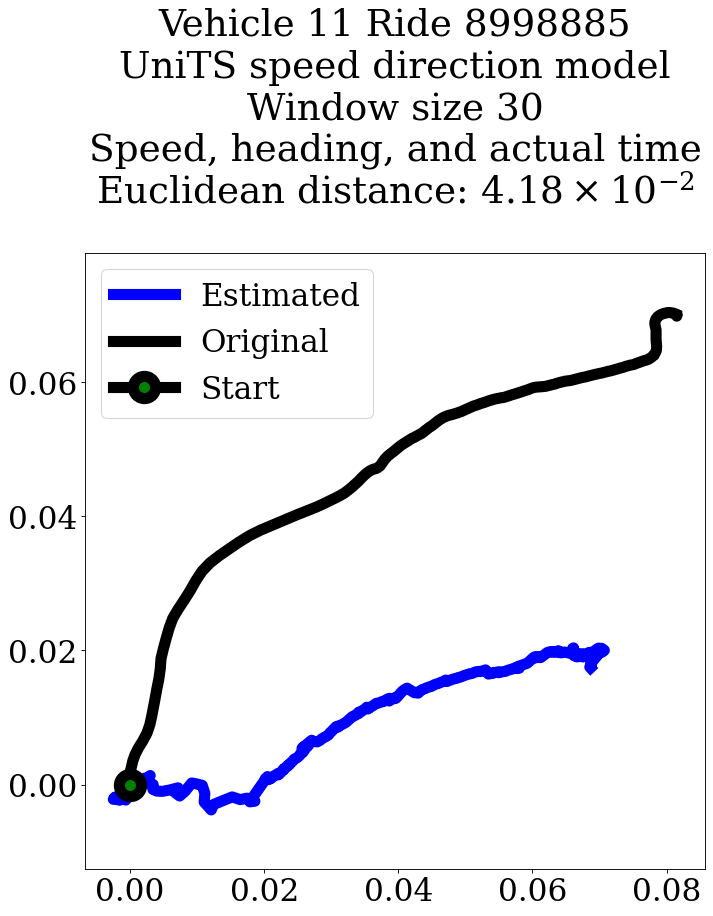 Vehicle 11 Ride 8998885
UniTS speed direction model
Window size 30
Speed, heading, and actual time
Euclidean distance: 4.18 × 10⁻²
Estimated
Original
Start
0.06
0.04
0.02
0.00
0.00 0.02 0.04 0.06 0.08